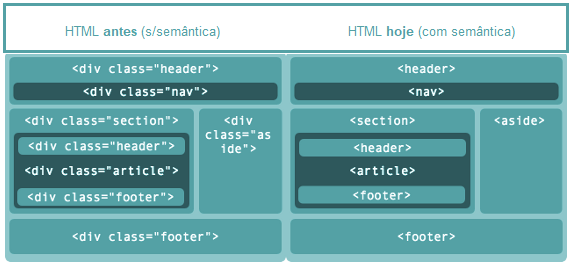 HTML antes (s/semântica)
<div class="header">
<div class="nav">
<div class="section">
<div class="header">
<div class="article">
<div class="footer">
<div
class="as
ide">
<div class="footer">
HTML hoje (com semântica)
<header>
<nav>
<section>
<header>
<article>
<footer>
<aside>
<footer>